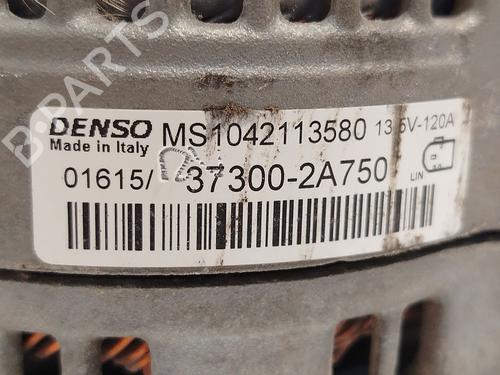 B-PARTS
DENSO MS1042113580 13.5V-120A
Made in Italy
01615/ 37300-2A750 LIN